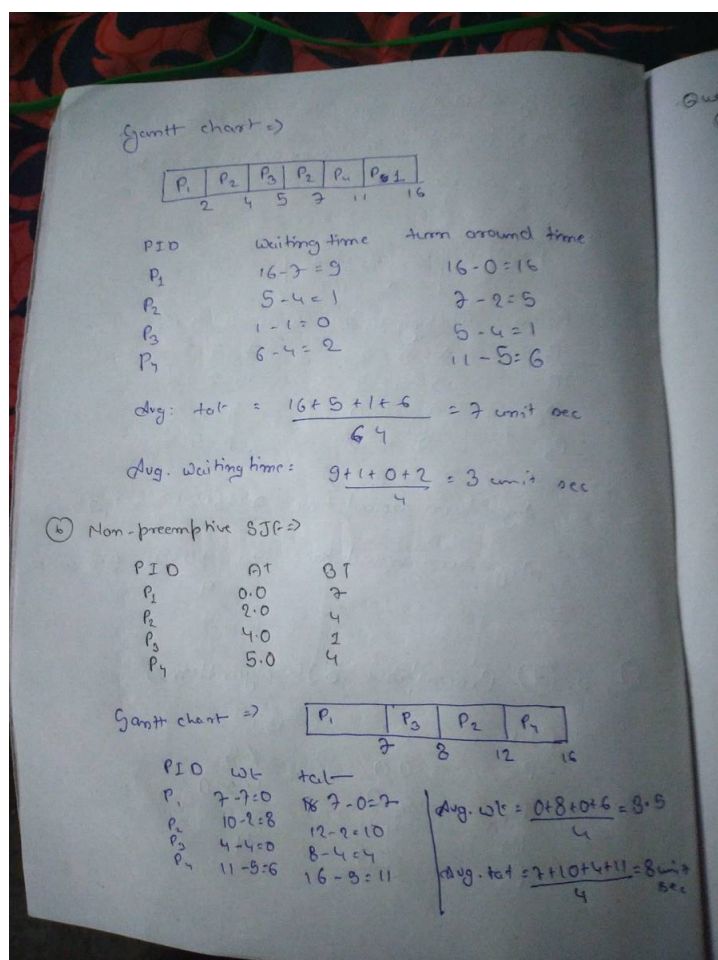 Gantt chart =>
P1 P2 P3 P2 P4 P1
2 4 5 7 11 16
PID waiting time turn around time
P1 16-7=9 16-0=16
P2 5-4=1 7-2=5
P3 1-1=0 5-4=1
P4 6-4=2 11-5=6
Avg: tat = 16+5+1+6 / 4 = 7 unit sec
Avg. waiting time = 9+1+0+2 / 4 = 3 unit sec
(b) Non-preemptive SJF =>
PID AT BT
P1 0.0 7
P2 2.0 4
P3 4.0 1
P4 5.0 4
Gantt chart => P1 P3 P2 P4
7 8 12 16
PID wt tat
P1 7-7=0 7-0=7
P2 10-2=8 12-2=10
P3 4-4=0 8-4=4
P4 11-5=6 16-5=11
Avg. wt = 0+8+0+6 / 4 = 3.5
Avg. tat = 7+10+4+11 / 4 = 8 unit sec